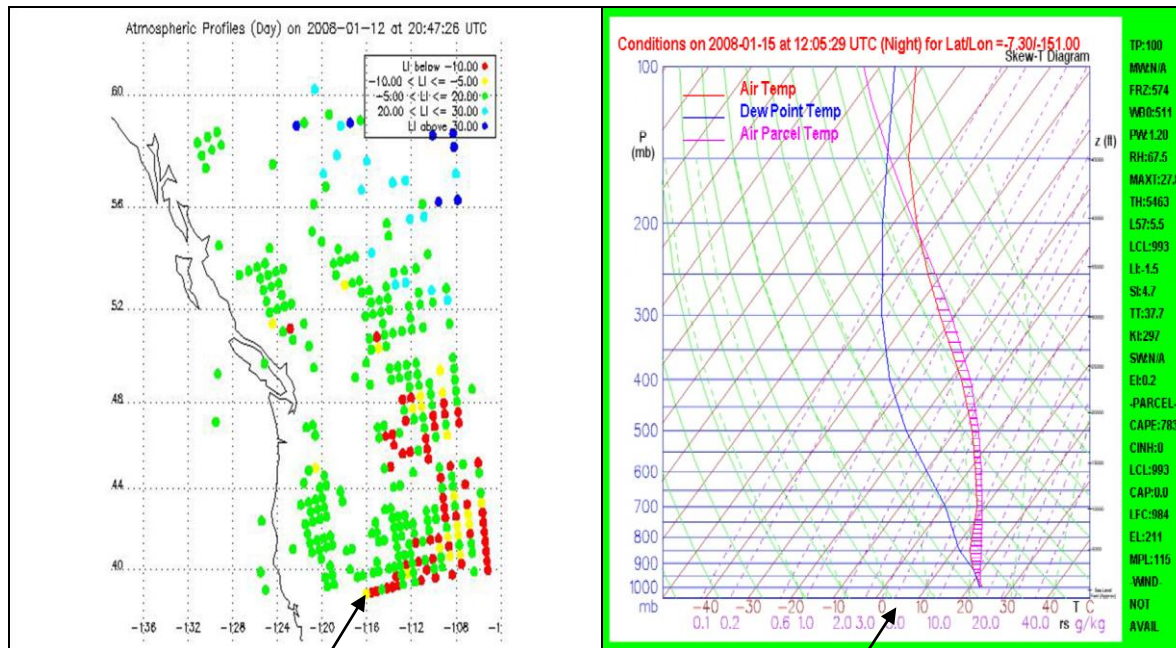 Atmospheric Profiles (Day) on 2008-01-12 at 20:47:26 UTC
LI below -10.00
-10.00 < LI <= -5.00
-5.00 < LI <= 20.00
20.00 < LI <= 30.00
LI above 30.00
60
56
52
48
44
40
-136 -132 -128 -124 -120 -116 -112 -108
Conditions on 2008-01-15 at 12:05:29 UTC (Night) for Lat/Lon =-7.30/-151.00
Skew-T Diagram
Air Temp
Dew Point Temp
Air Parcel Temp
P
(mb)
z (ft)
100
200
300
400
500
600
700
800
900
1000
mb
-40 -30 -20 -10 0 10 20 30 40 T C
0.1 0.2 0.6 1.0 2.0 3.0 10.0 20.0 40.0 rs g/kg
TP:100
MW:N/A
FRZ:574
WB0:511
PW:1.20
RH:67.5
TH:5463
L57:5.5
LCL:993
LI:-1.5
SI:4.7
TT:37.7
KI:297
SW:N/A
EI:0.2
-PARCEL-
CAPE:783
CINH:0
LCL:993
CAP:0.0
LFC:984
EL:211
MPL:115
-WIND-
NOT
AVAIL